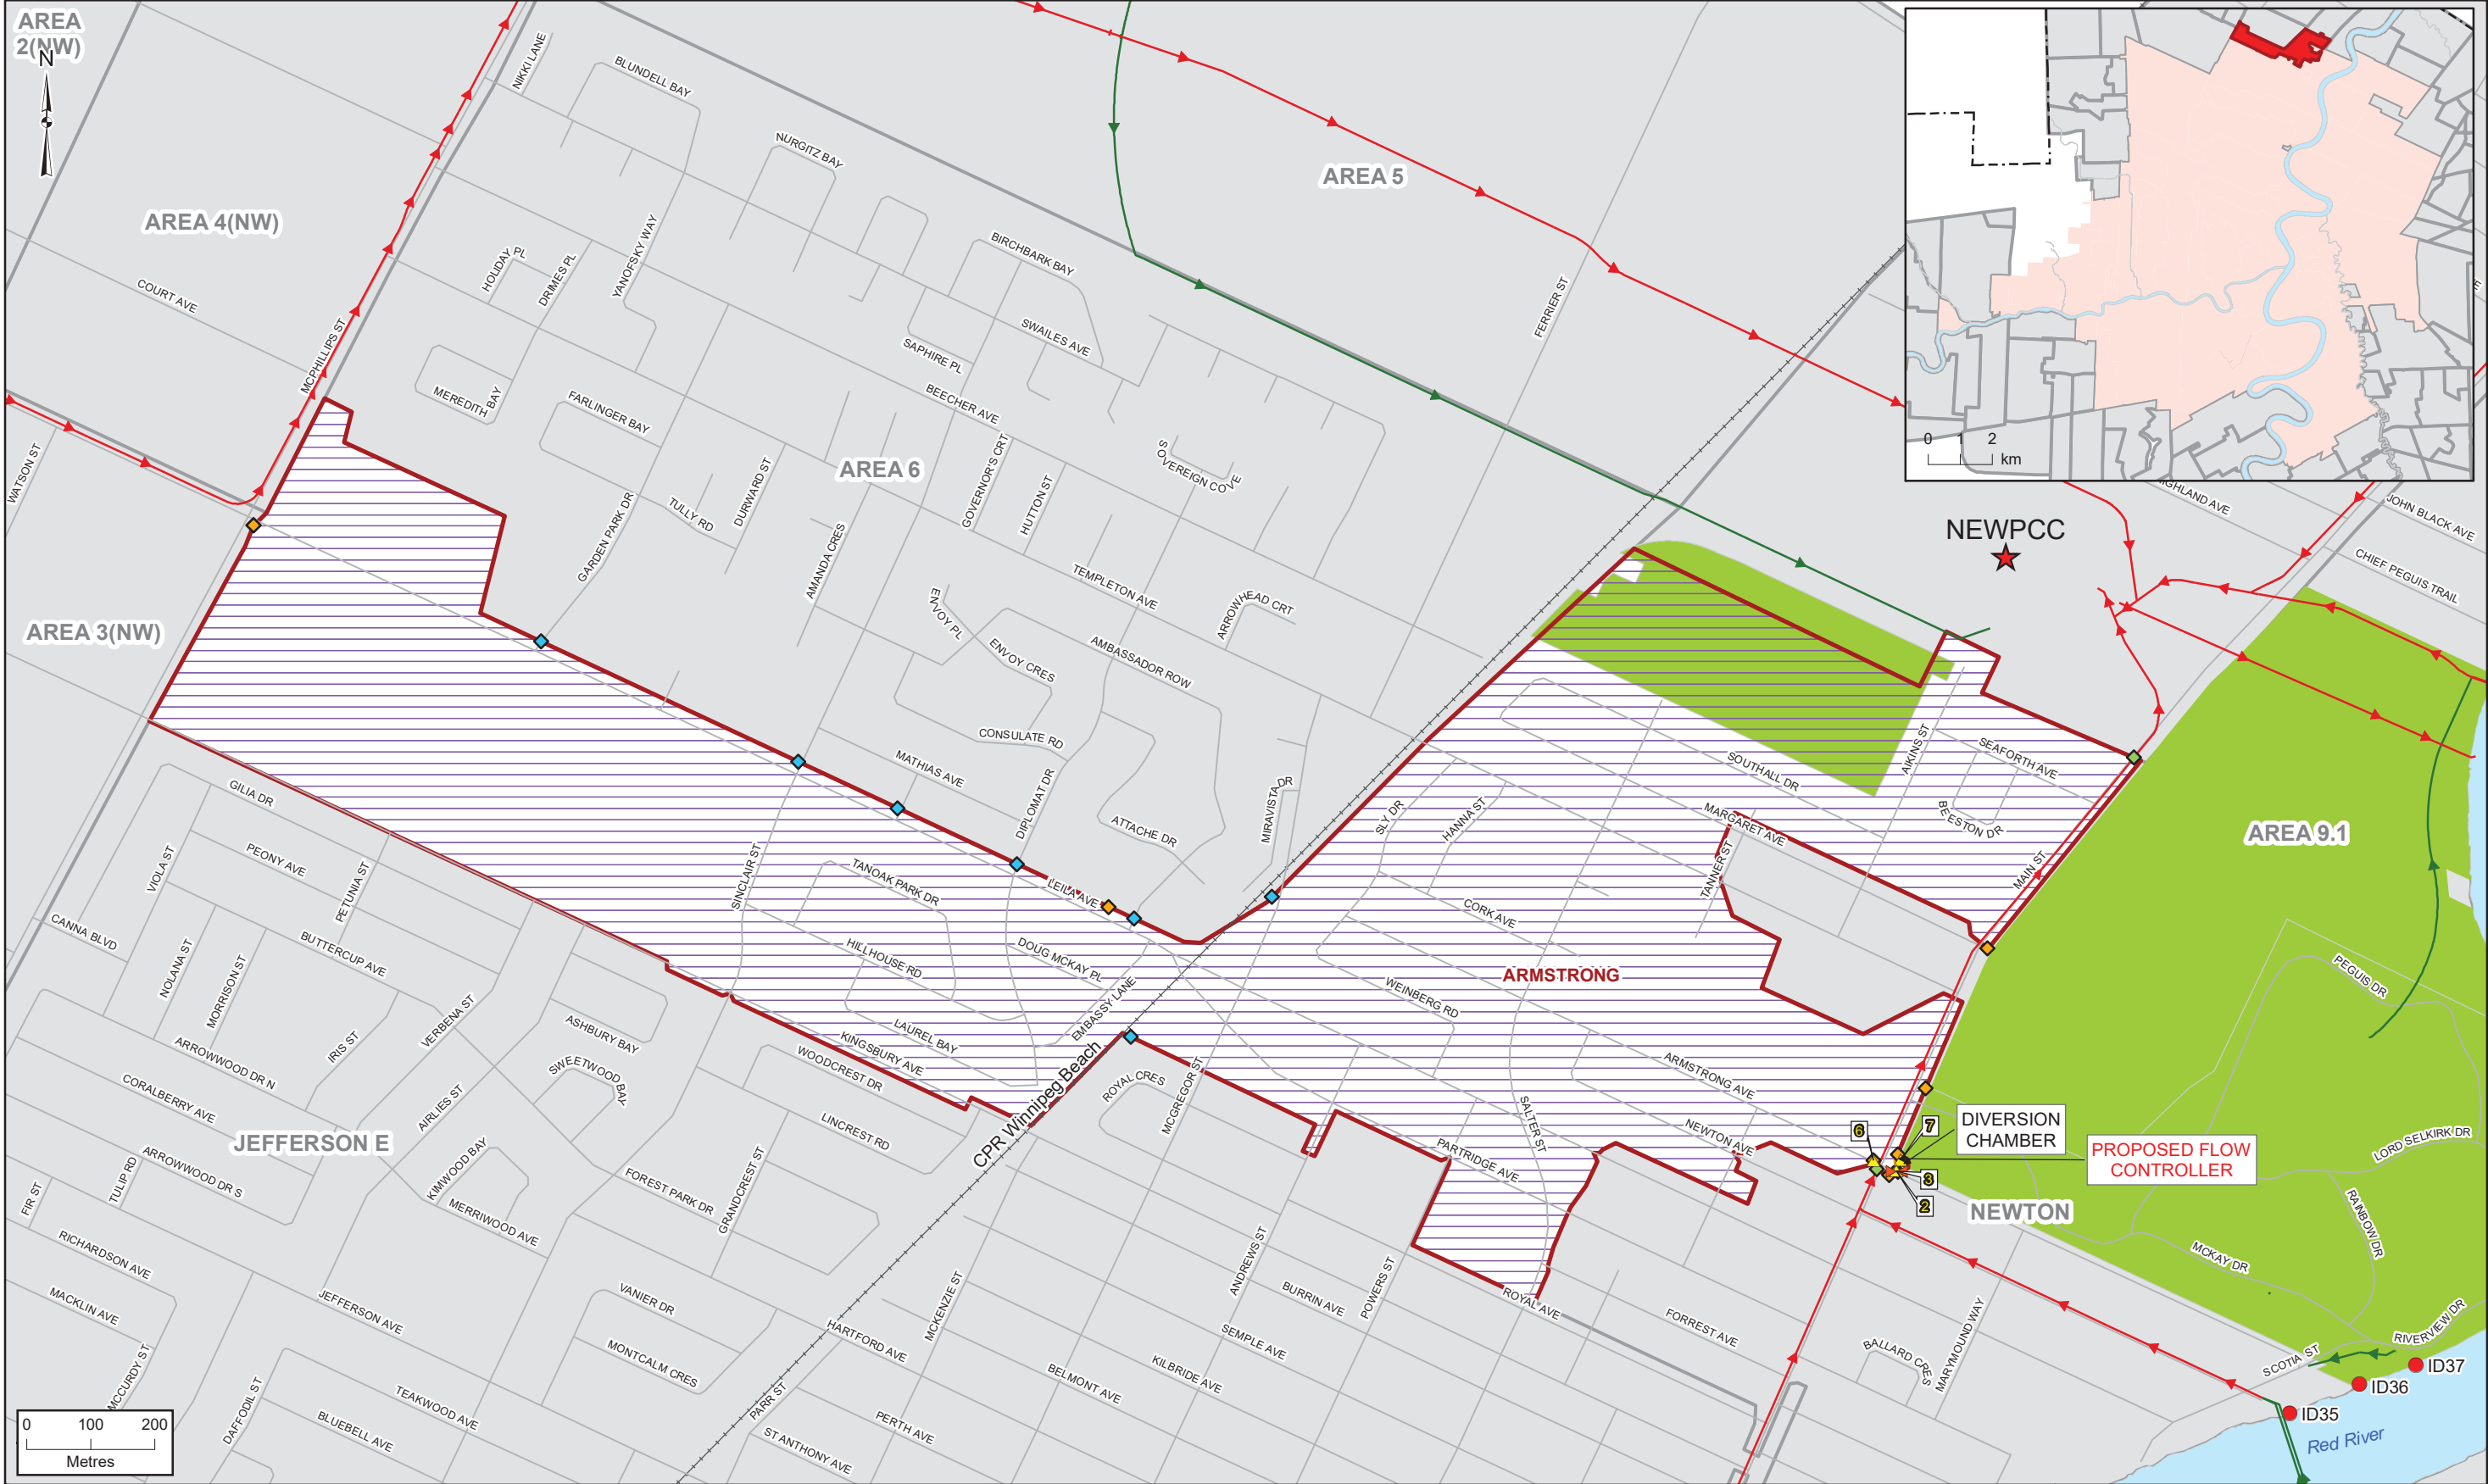 AREA
2(NW)
N
NIKKI LANE
BLUNDELL BAY
NURGITZ BAY
AREA 5
AREA 4(NW)
COURT AVE
MCPHILLIPS ST
HOLIDAY PL
DRIMES PL
YANOFSKY WAY
BIRCHBARK BAY
SWAILES AVE
SAPHIRE PL
BEECHER AVE
FERRIER ST
MEREDITH BAY
FARLINGER BAY
WATSON ST
AREA 6
GOVERNOR'S CRT
HUTTON ST
SOVEREIGN COVE
TULLY RD
DURWARD ST
GARDEN PARK DR
AMANDA CRES
TEMPLETON AVE
ENVOY PL
ENVOY CRES
ARROWHEAD CRT
AMBASSADOR ROW
0 1 2
km
HIGHLAND AVE
JOHN BLACK AVE
CHIEF PEGUIS TRAIL
NEWPCC
AREA 3(NW)
CONSULATE RD
MATHIAS AVE
DIPLOMAT DR
ATTACHE DR
MIRAVISTA DR
SLY DR
HANNA ST
SOUTHALL DR
AIKINS ST
SEAFORTH AVE
BEESTON DR
MARGARET AVE
TANNER ST
MAIN ST
AREA 9.1
GILIA DR
VIOLA ST
PEONY AVE
PETUNIA ST
SINCLAIR ST
TANOAK PARK DR
LEILA AVE
CORK AVE
CANNA BLVD
NOLANA ST
MORRISON ST
BUTTERCUP AVE
HILLHOUSE RD
DOUG MCKAY PL
EMBASSY LANE
WEINBERG RD
ARMSTRONG
PEGUIS DR
VERBENA ST
IRIS ST
ASHBURY BAY
LAUREL BAY
KINGSBURY AVE
WOODCREST DR
CPR Winnipeg Beach
ROYAL CRES
MCGREGOR ST
ARMSTRONG AVE
ARROWWOOD DR N
CORALBERRY AVE
AIRLIES ST
SWEETWOOD BAY
LINCREST RD
SALTER ST
NEWTON AVE
PARTRIDGE AVE
6
7
DIVERSION
CHAMBER
PROPOSED FLOW
CONTROLLER
3
2
LORD SELKIRK DR
JEFFERSON E
ARROWWOOD DR S
TULIP RD
FIR ST
KIMWOOD BAY
MERRIWOOD AVE
FOREST PARK DR
GRANDCREST ST
NEWTON
RAINBOW DR
MCKAY DR
RICHARDSON AVE
MACKLIN AVE
JEFFERSON AVE
VANIER DR
MONTCALM CRES
HARTFORD AVE
MCKENZIE ST
ANDREWS ST
BURRIN AVE
POWERS ST
ROYAL AVE
FORREST AVE
SEMPLE AVE
KILBRIDE AVE
BELMONT AVE
BALLARD CRES
MARYMOUND WAY
SCOTIA ST
RIVERVIEW DR
ID37
ID36
ID35
Red River
MCCURDY ST
DAFFODIL ST
TEAKWOOD AVE
BLUEBELL AVE
PARR ST
PERTH AVE
ST ANTHONY AVE
0 100 200
Metres